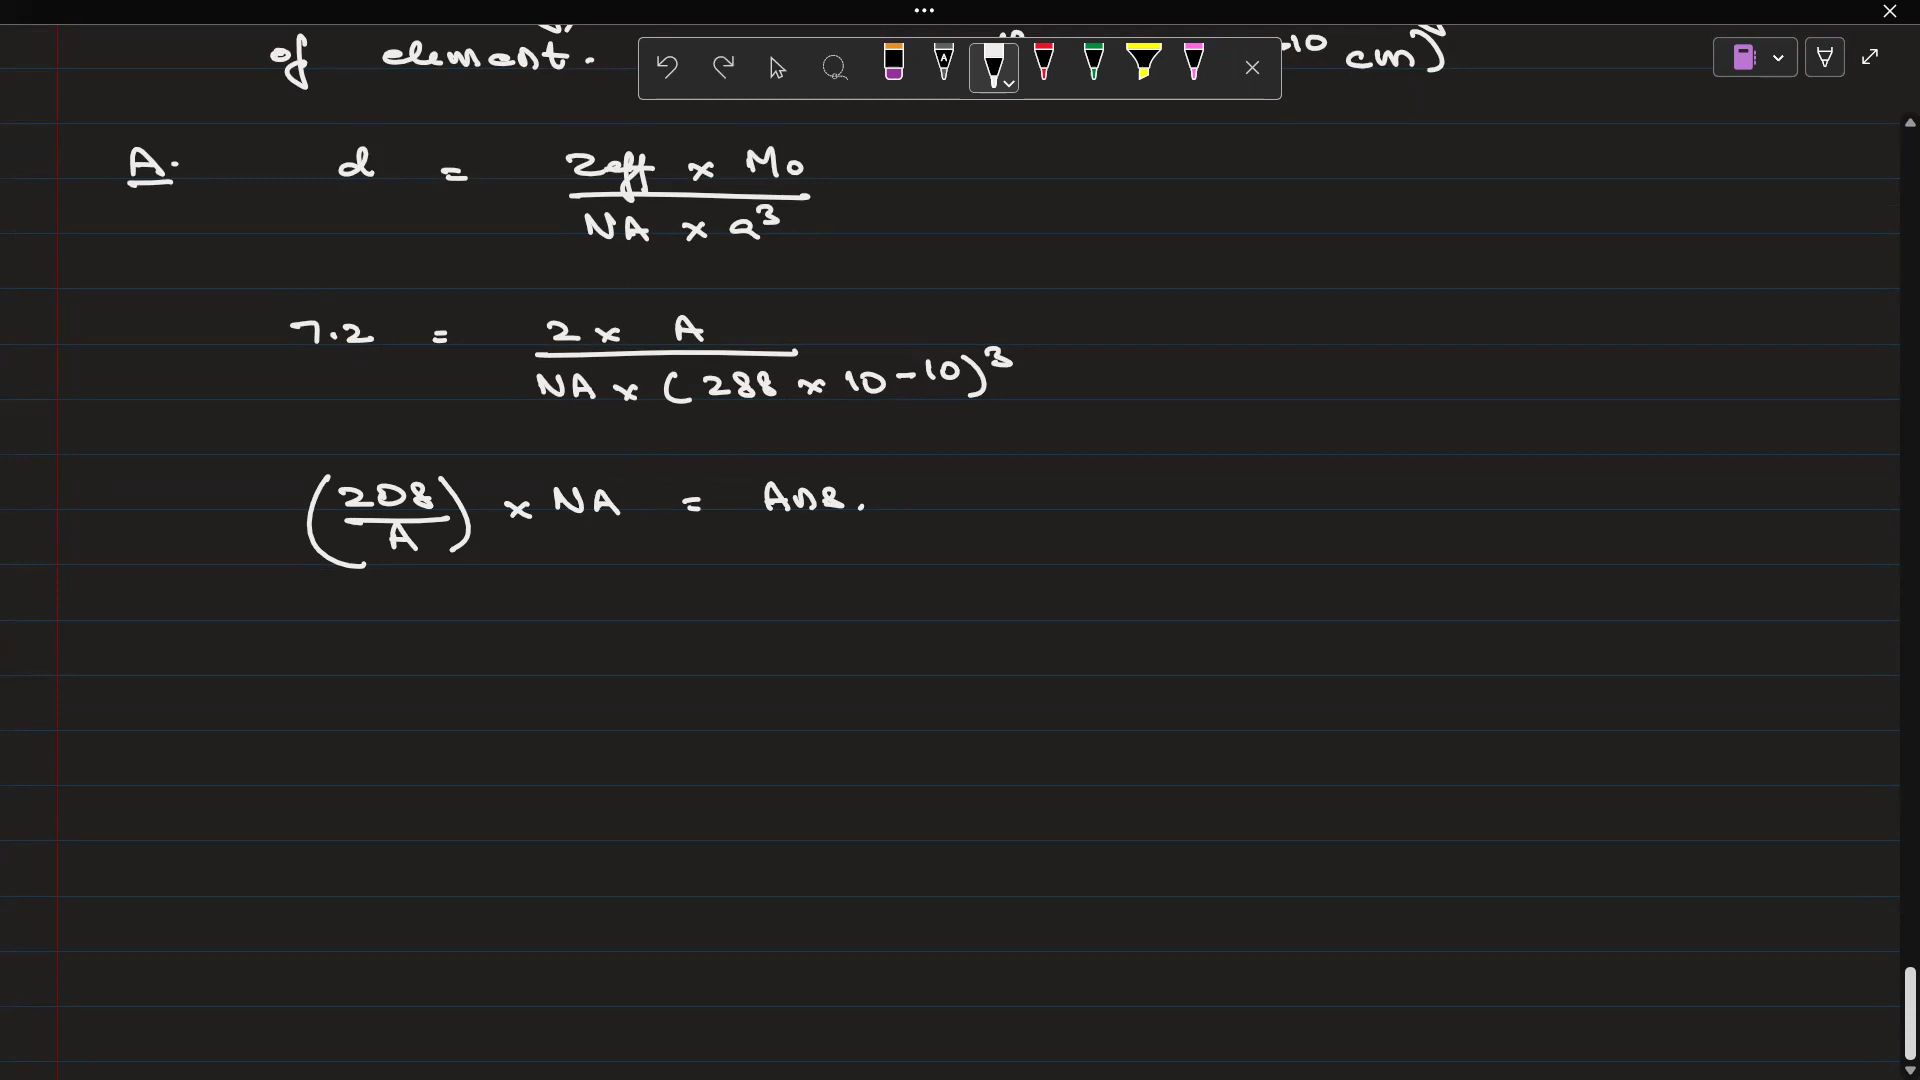 of element. -10 cm)
A. d = Zeff × Mo
NA × a³
7.2 = 2 × A
NA × (288 × 10-10)³
(208
A) × NA = Ans.